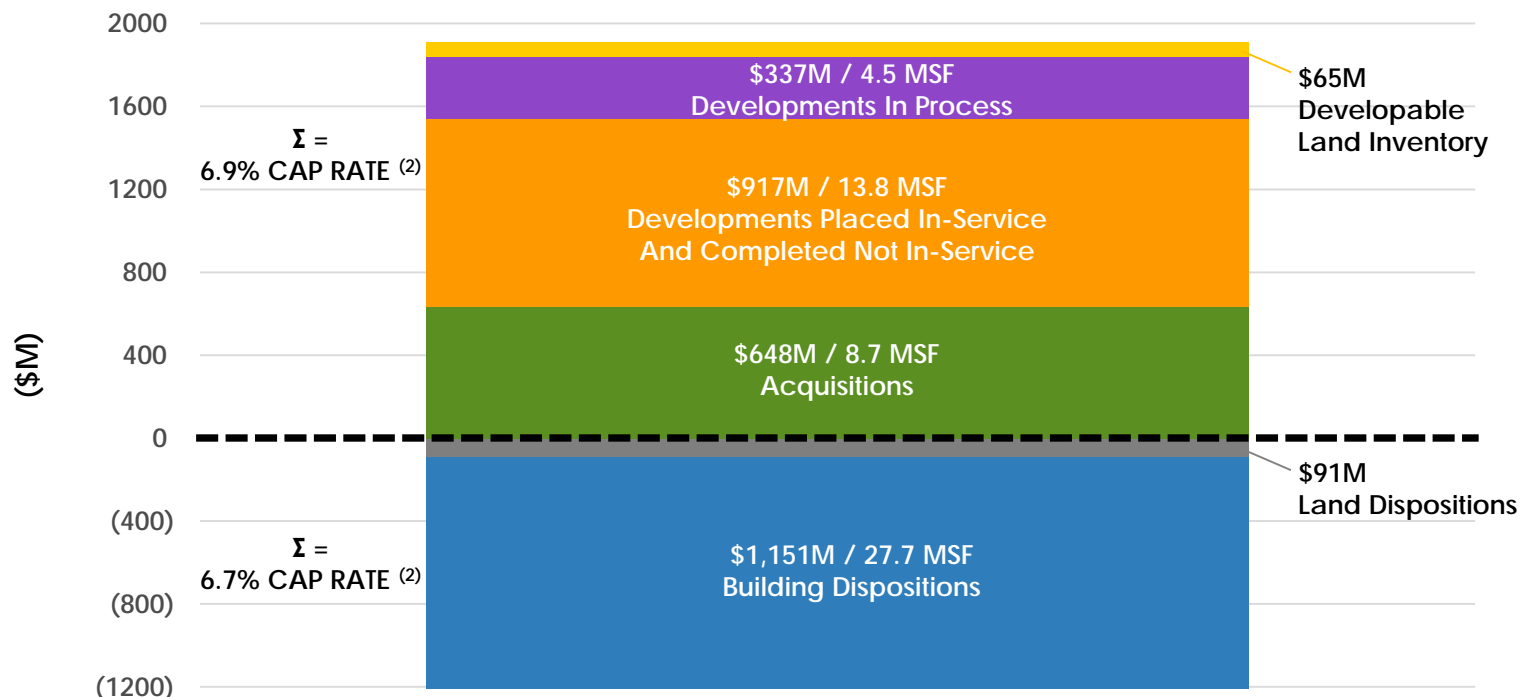 2000
1600
1200
800
400
0
(400)
(800)
(1200)
($M)
Σ =
6.9% CAP RATE (2)
Σ =
6.7% CAP RATE (2)
$337M / 4.5 MSF
Developments In Process
$917M / 13.8 MSF
Developments Placed In-Service
And Completed Not In-Service
$648M / 8.7 MSF
Acquisitions
$1,151M / 27.7 MSF
Building Dispositions
$65M
Developable
Land Inventory
$91M
Land Dispositions